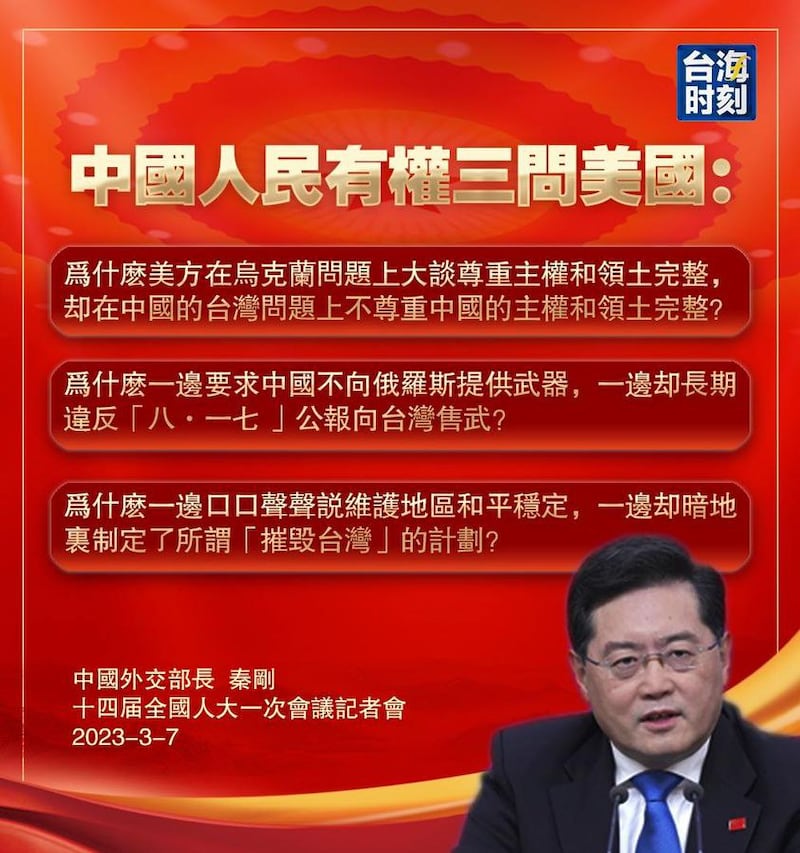 台海
时刻
中國人民有權三問美國：
爲什麽美方在烏克蘭問題上大談尊重主權和領土完整，
却在中國的台灣問題上不尊重中國的主權和領土完整?
爲什麽一邊要求中國不向俄羅斯提供武器，一邊却長期
違反「八·一七 」公報向台灣售武?
爲什麽一邊口口聲聲説維護地區和平穩定，一邊却暗地
裏制定了所謂「摧毀台灣」的計劃?
中國外交部長 秦剛
十四届全國人大一次會議記者會
2023-3-7